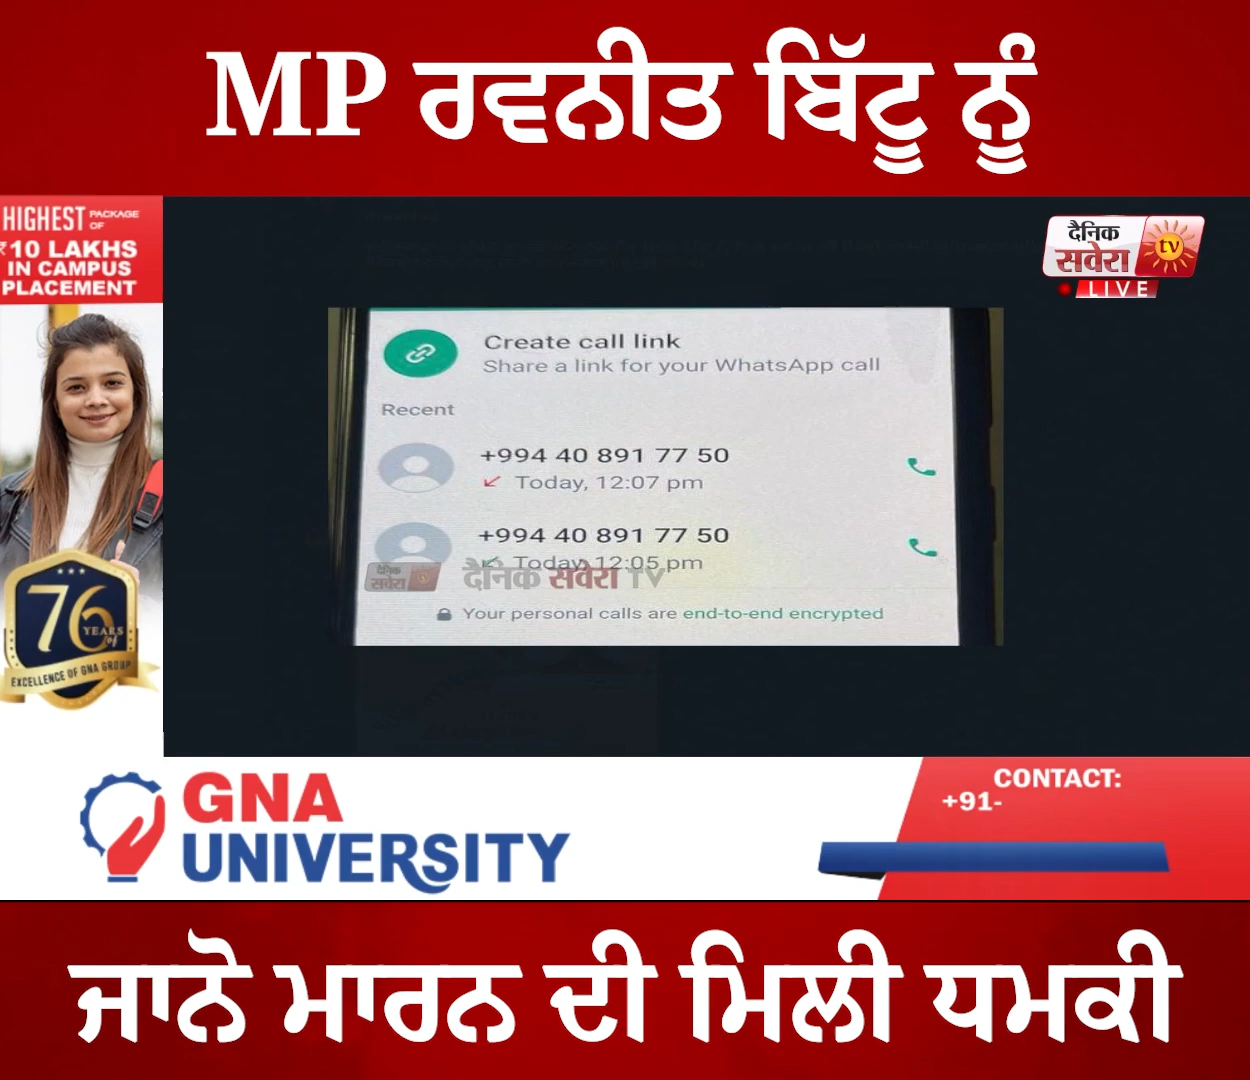 MP ਰਵਨੀਤ ਬਿੱਟੂ ਨੂੰ
HIGHEST PACKAGE OF
₹10 LAKHS
IN CAMPUS
PLACEMENT
दैनिक
सवेरा tv
LIVE
Create call link
Share a link for your WhatsApp call
Recent
+994 40 891 77 50
Today, 12:07 pm
+994 40 891 77 50
Today, 12:05 pm
दैनिक सवेरा TV
Your personal calls are end-to-end encrypted
76
YEARS
of
EXCELLENCE OF GNA GROUP
GNA
UNIVERSITY
CONTACT:
+91-
ਜਾਨੋ ਮਾਰਨ ਦੀ ਮਿਲੀ ਧਮਕੀ